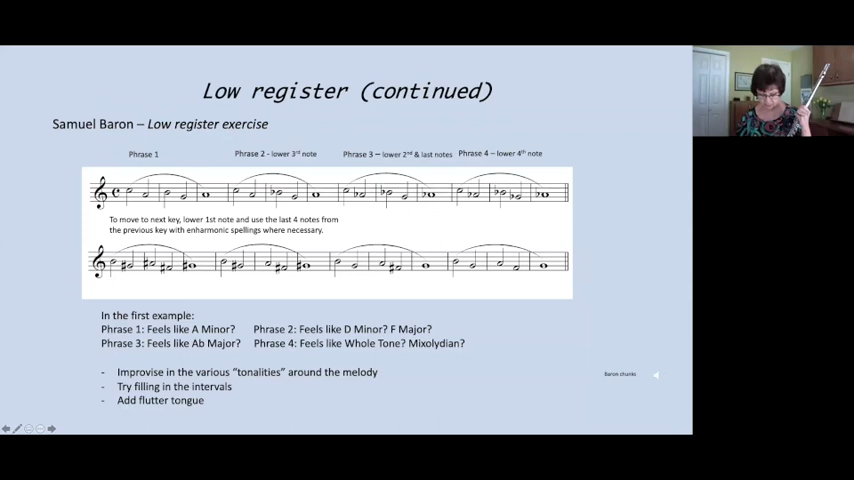 Low register (continued)
Samuel Baron – Low register exercise
Phrase 1 Phrase 2 - lower 3rd note Phrase 3 – lower 2nd & last notes Phrase 4 – lower 4th note
To move to next key, lower 1st note and use the last 4 notes from
the previous key with enharmonic spellings where necessary.
In the first example:
Phrase 1: Feels like A Minor? Phrase 2: Feels like D Minor? F Major?
Phrase 3: Feels like Ab Major? Phrase 4: Feels like Whole Tone? Mixolydian?
- Improvise in the various “tonalities” around the melody
Baron chunks
- Try filling in the intervals
- Add flutter tongue